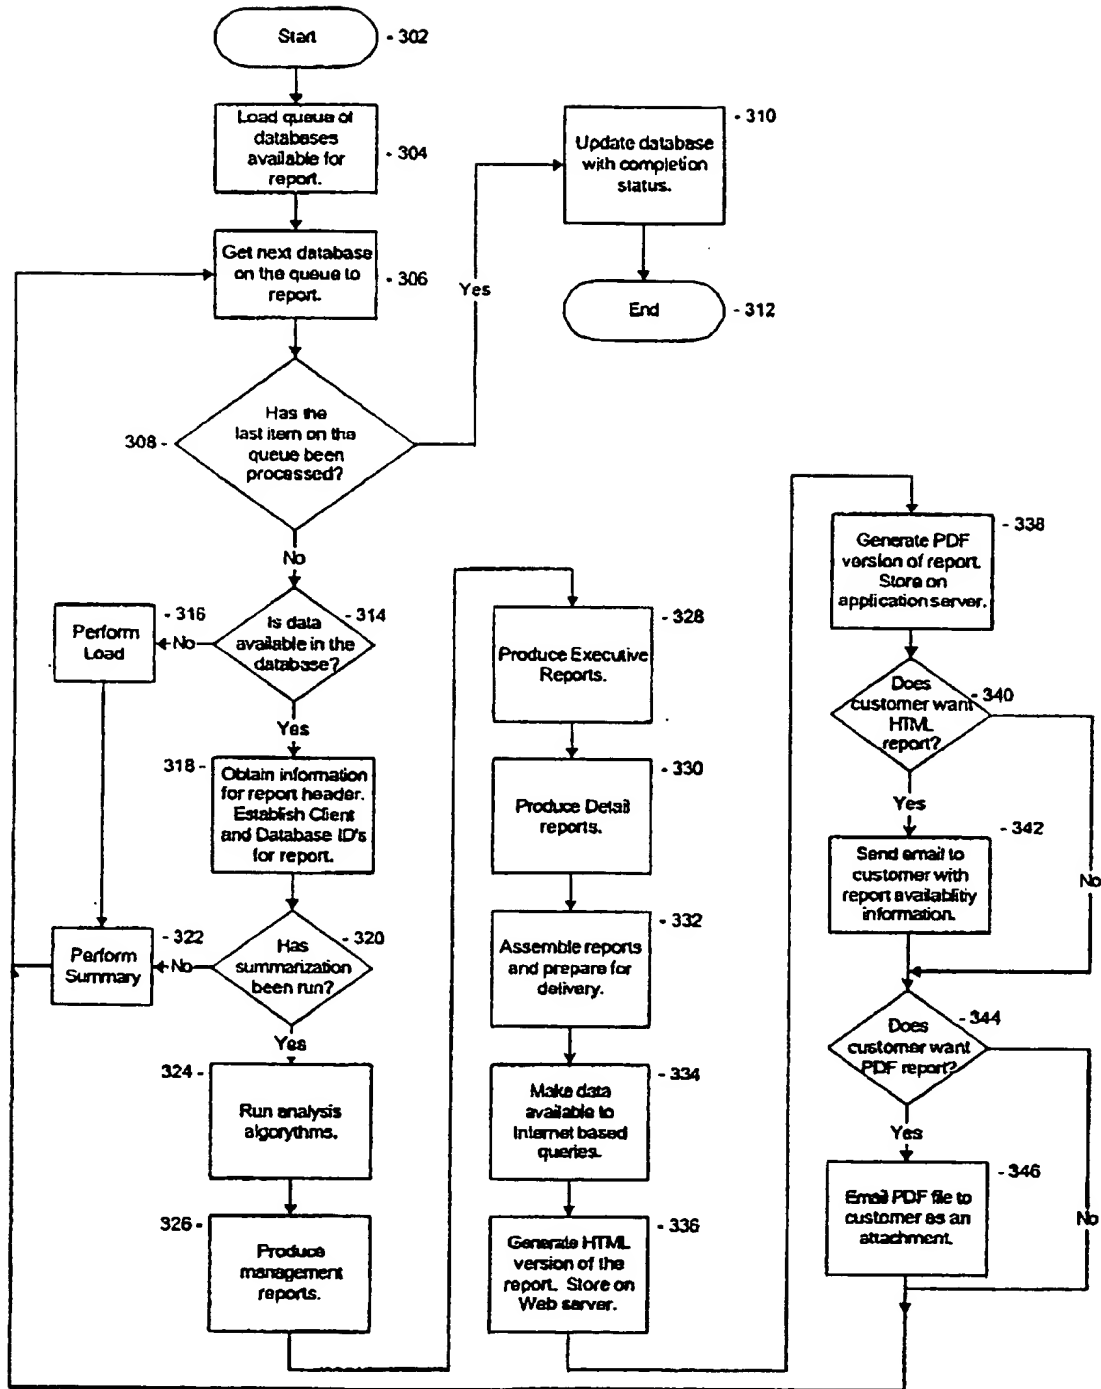 Start
- 302
Load queue of
databases
available for
report.
- 304
Get next database
on the queue to
report.
- 306
Has the
last item on the
queue been
processed?
308 -
Yes
Update database
with completion
status.
- 310
End
- 312
No
Is data
available in the
database?
- 314
No
Perform
Load
- 316
Yes
318 -
Obtain information
for report header.
Establish Client
and Database ID's
for report.
Has
summarization
been run?
- 320
No
Perform
Summary
- 322
Yes
324 -
Run analysis
algorythms.
326 -
Produce
management
reports.
Produce Executive
Reports.
- 328
Produce Detail
reports.
- 330
Assemble reports
and prepare for
delivery.
- 332
Make data
available to
Internet based
queries.
- 334
Generate HTML
version of the
report. Store on
Web server.
- 336
Generate PDF
version of report.
Store on
application server.
- 338
Does
customer want
HTML
report?
- 340
Yes
No
Send email to
customer with
report availability
information.
- 342
Does
customer want
PDF report?
- 344
Yes
No
Email PDF file to
customer as an
attachment.
- 346